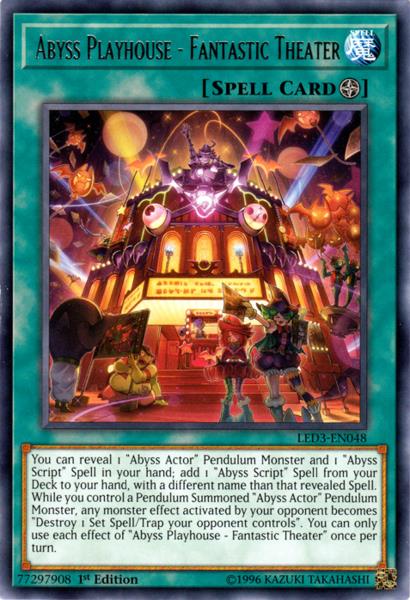 ABYSS PLAYHOUSE - FANTASTIC THEATER
SPELL
魔
[SPELL CARD]
LED3-EN048
You can reveal 1 "Abyss Actor" Pendulum Monster and 1 "Abyss
Script" Spell in your hand; add 1 "Abyss Script" Spell from your
Deck to your hand, with a different name than that revealed Spell.
While you control a Pendulum Summoned "Abyss Actor" Pendulum
Monster, any monster effect activated by your opponent becomes
"Destroy 1 Set Spell/Trap your opponent controls". You can only
use each effect of "Abyss Playhouse - Fantastic Theater" once per
turn.
77297908 1st Edition ©1996 KAZUKI TAKAHASHI